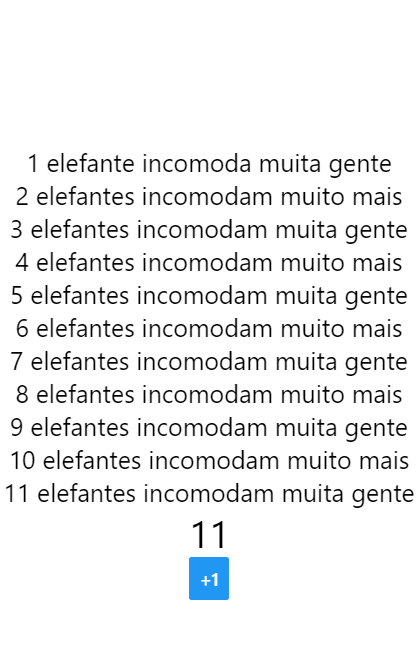 1 elefante incomoda muita gente
2 elefantes incomodam muito mais
3 elefantes incomodam muita gente
4 elefantes incomodam muito mais
5 elefantes incomodam muita gente
6 elefantes incomodam muito mais
7 elefantes incomodam muita gente
8 elefantes incomodam muito mais
9 elefantes incomodam muita gente
10 elefantes incomodam muito mais
11 elefantes incomodam muita gente
11
+1